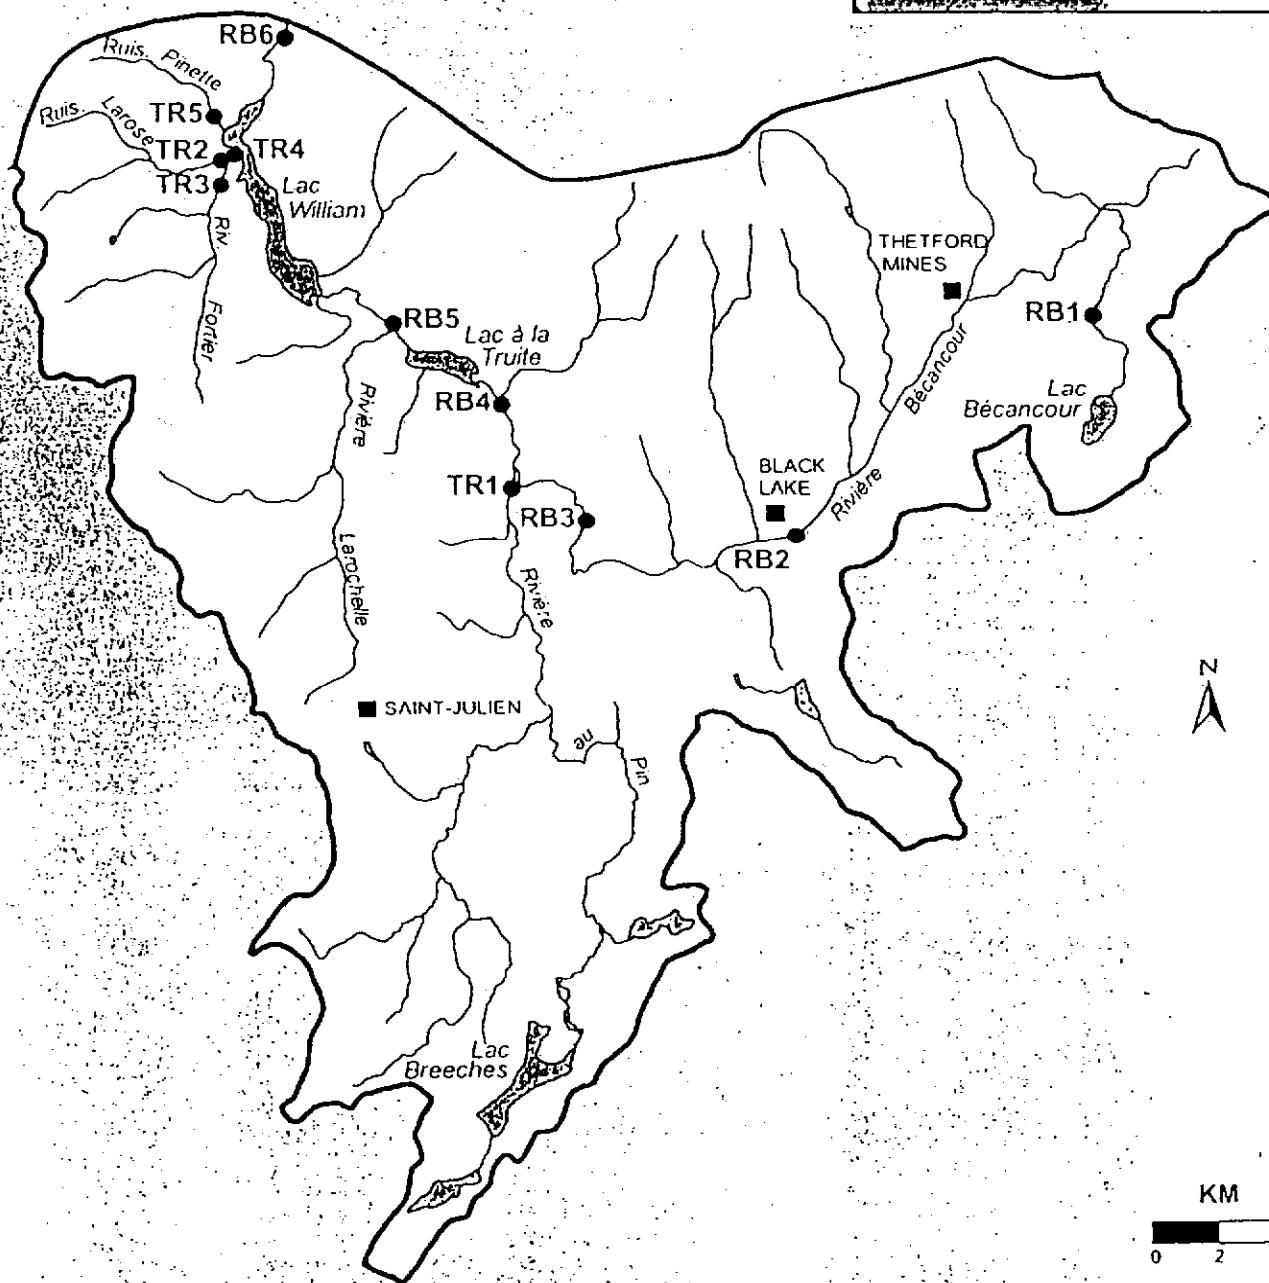 RB6
Ruis. Pinette
TR5
Ruis. Larose
TR2
TR4
TR3
Lac
William
Riv. Fortier
THETFORD
MINES
RB1
RB5
Lac à la
Truite
Rivière Bécancour
Lac
Bécancour
RB4
Rivière Larochelle
BLACK
LAKE
TR1
RB3
RB2
Rivière au Pin
SAINT-JULIEN
N
Lac
Breeches
KM
0 2